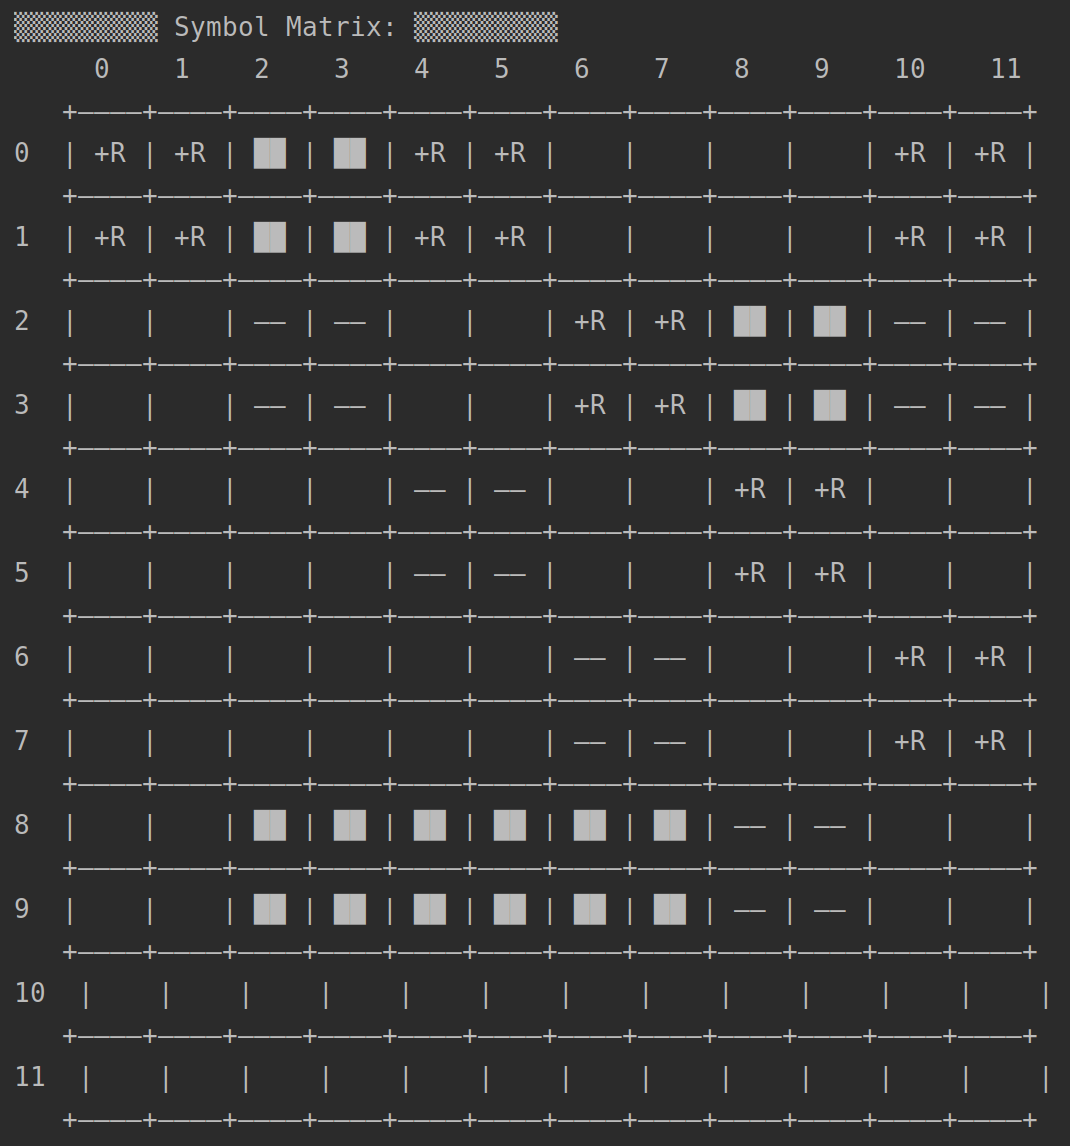 ▒▒▒▒▒▒▒▒▒ Symbol Matrix: ▒▒▒▒▒▒▒▒▒
     0    1    2    3    4    5    6    7    8    9    10   11
   +————+————+————+————+————+————+————+————+————+————+————+————+
0  | +R | +R | ██ | ██ | +R | +R |    |    |    |    | +R | +R |
   +————+————+————+————+————+————+————+————+————+————+————+————+
1  | +R | +R | ██ | ██ | +R | +R |    |    |    |    | +R | +R |
   +————+————+————+————+————+————+————+————+————+————+————+————+
2  |    |    | —— | —— |    |    | +R | +R | ██ | ██ | —— | —— |
   +————+————+————+————+————+————+————+————+————+————+————+————+
3  |    |    | —— | —— |    |    | +R | +R | ██ | ██ | —— | —— |
   +————+————+————+————+————+————+————+————+————+————+————+————+
4  |    |    |    |    | —— | —— |    |    | +R | +R |    |    |
   +————+————+————+————+————+————+————+————+————+————+————+————+
5  |    |    |    |    | —— | —— |    |    | +R | +R |    |    |
   +————+————+————+————+————+————+————+————+————+————+————+————+
6  |    |    |    |    |    |    | —— | —— |    |    | +R | +R |
   +————+————+————+————+————+————+————+————+————+————+————+————+
7  |    |    |    |    |    |    | —— | —— |    |    | +R | +R |
   +————+————+————+————+————+————+————+————+————+————+————+————+
8  |    |    | ██ | ██ | ██ | ██ | ██ | ██ | —— | —— |    |    |
   +————+————+————+————+————+————+————+————+————+————+————+————+
9  |    |    | ██ | ██ | ██ | ██ | ██ | ██ | —— | —— |    |    |
   +————+————+————+————+————+————+————+————+————+————+————+————+
10  |    |    |    |    |    |    |    |    |    |    |    |    |
   +————+————+————+————+————+————+————+————+————+————+————+————+
11  |    |    |    |    |    |    |    |    |    |    |    |    |
   +————+————+————+————+————+————+————+————+————+————+————+————+